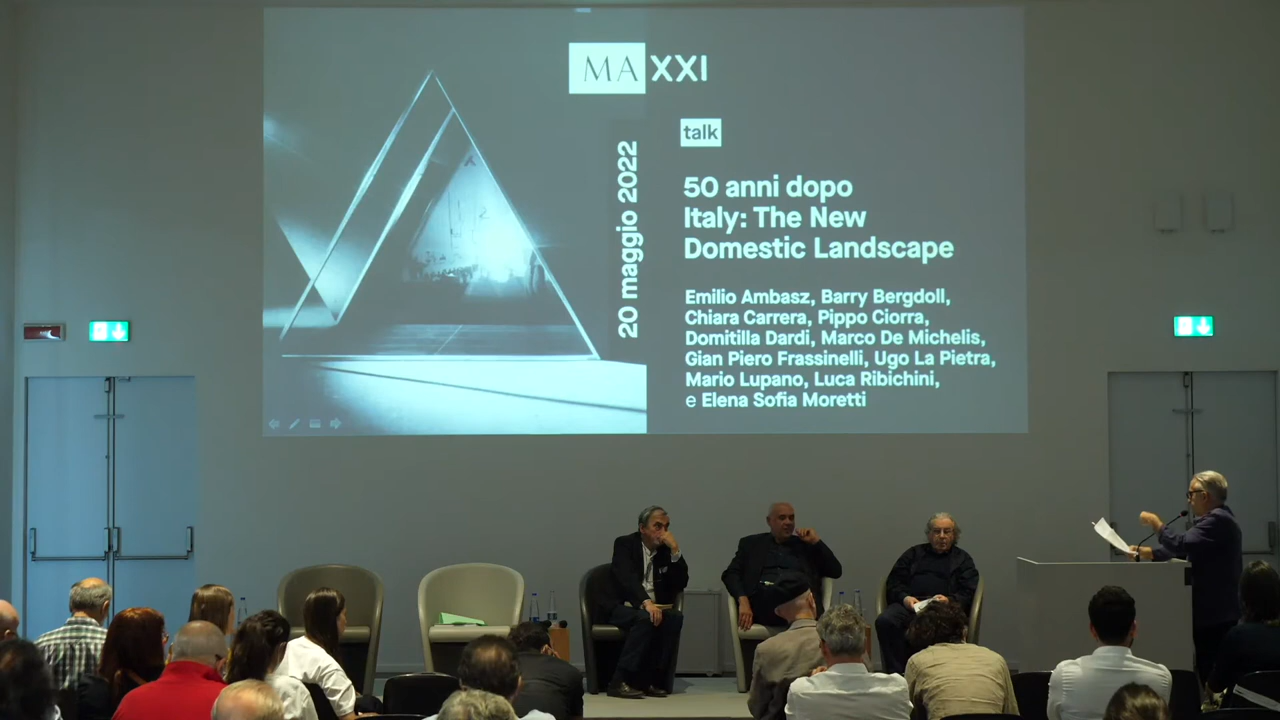 MAXXI
talk
20 maggio 2022
50 anni dopo
Italy: The New
Domestic Landscape
Emilio Ambasz, Barry Bergdoll,
Chiara Carrera, Pippo Ciorra,
Domitilla Dardi, Marco De Michelis,
Gian Piero Frassinelli, Ugo La Pietra,
Mario Lupano, Luca Ribichini,
e Elena Sofia Moretti